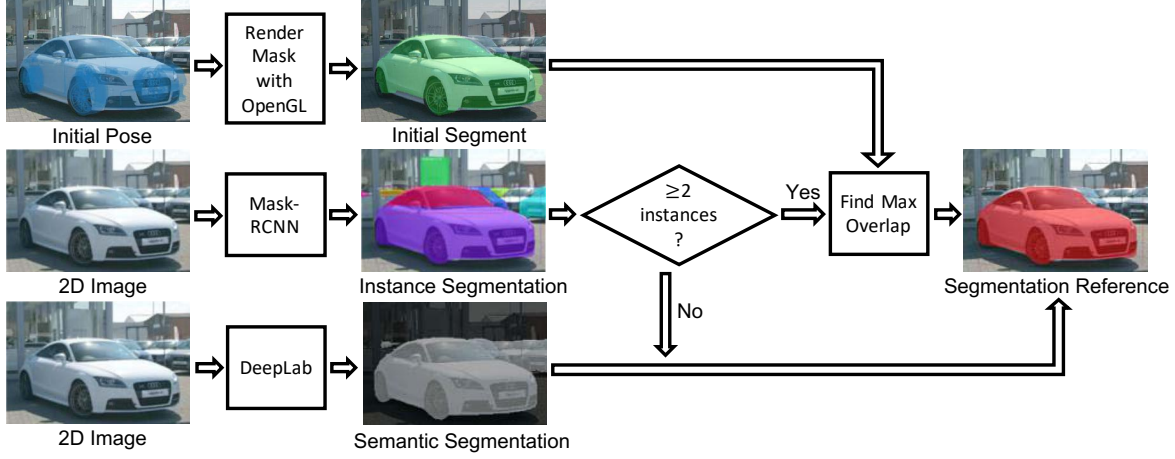 Render
Mask
with
OpenGL
Initial Pose
Initial Segment
Mask-
RCNN
≥2
instances
?
Yes
Find Max
Overlap
2D Image
Instance Segmentation
Segmentation Reference
No
DeepLab
2D Image
Semantic Segmentation